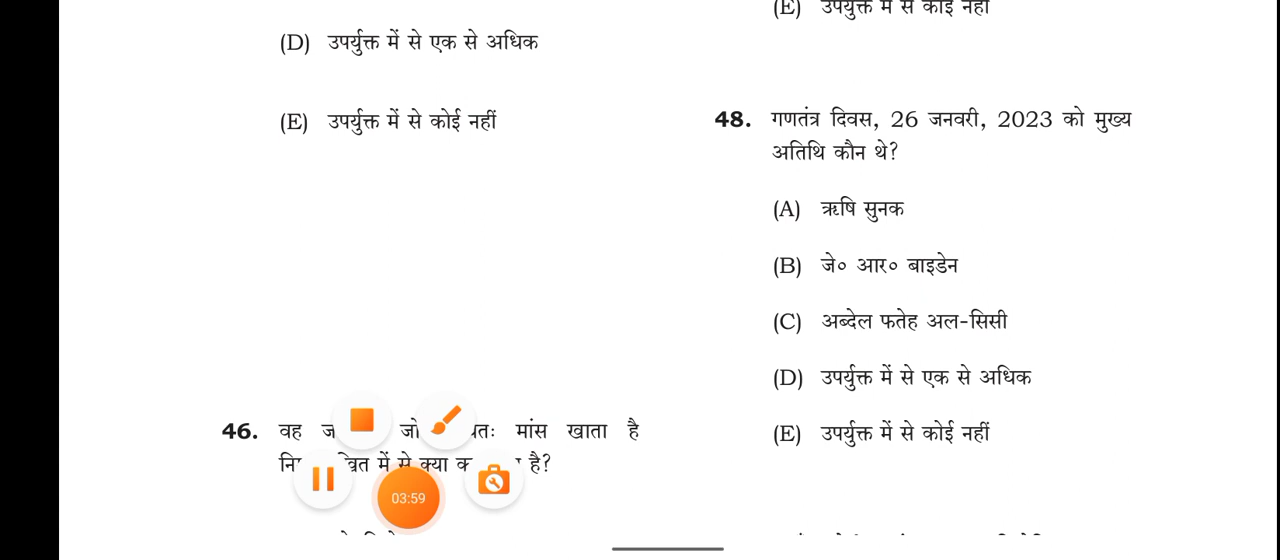 (D) उपर्युक्त में से एक से अधिक
(E) उपर्युक्त में से कोई नहीं
46. वह जो मांस खाता है
में से क्या है?
03:59
(E) उपर्युक्त में से कोई नहीं
48. गणतंत्र दिवस, 26 जनवरी, 2023 को मुख्य
अतिथि कौन थे?
(A) ऋषि सुनक
(B) जे० आर० बाइडेन
(C) अब्देल फतेह अल-सिसी
(D) उपर्युक्त में से एक से अधिक
(E) उपर्युक्त में से कोई नहीं